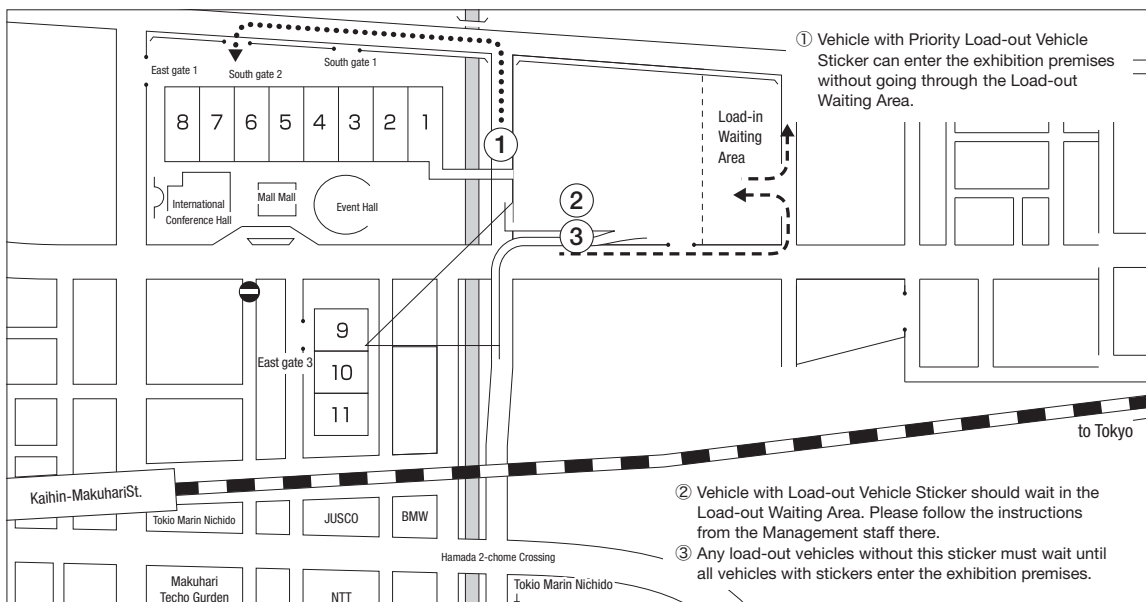 ① Vehicle with Priority Load-out Vehicle
Sticker can enter the exhibition premises
without going through the Load-out
Waiting Area.
East gate 1
South gate 2
South gate 1
8 7 6 5 4 3 2 1
①
Load-in
Waiting
Area
International
Conference Hall
Mall Mall
Event Hall
②
③
East gate 3
9
10
11
to Tokyo
Kaihin-MakuhariSt.
② Vehicle with Load-out Vehicle Sticker should wait in the
Load-out Waiting Area. Please follow the instructions
from the Management staff there.
③ Any load-out vehicles without this sticker must wait until
all vehicles with stickers enter the exhibition premises.
Tokio Marin Nichido
JUSCO
BMW
Hamada 2-chome Crossing
Makuhari
Techo Gurden
NTT
Tokio Marin Nichido